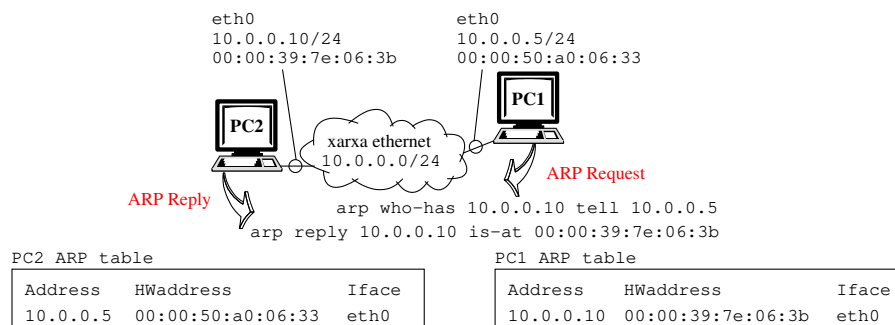 eth0
10.0.0.10/24
00:00:39:7e:06:3b
eth0
10.0.0.5/24
00:00:50:a0:06:33
PC1
PC2
xarxa ethernet
10.0.0.0/24
ARP Request
ARP Reply
arp who-has 10.0.0.10 tell 10.0.0.5
arp reply 10.0.0.10 is-at 00:00:39:7e:06:3b
PC2 ARP table
Address HWaddress Iface
10.0.0.5 00:00:50:a0:06:33 eth0
PC1 ARP table
Address HWaddress Iface
10.0.0.10 00:00:39:7e:06:3b eth0